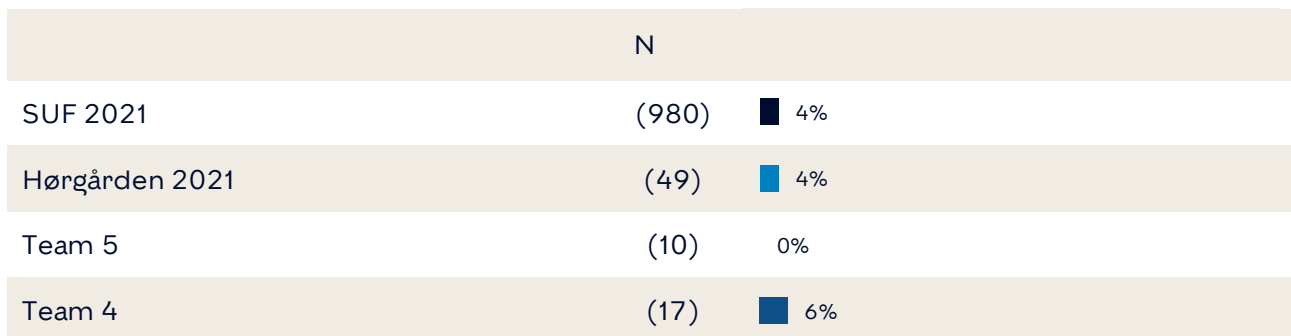 N
SUF 2021 (980) 4%
Hørgården 2021 (49) 4%
Team 5 (10) 0%
Team 4 (17) 6%